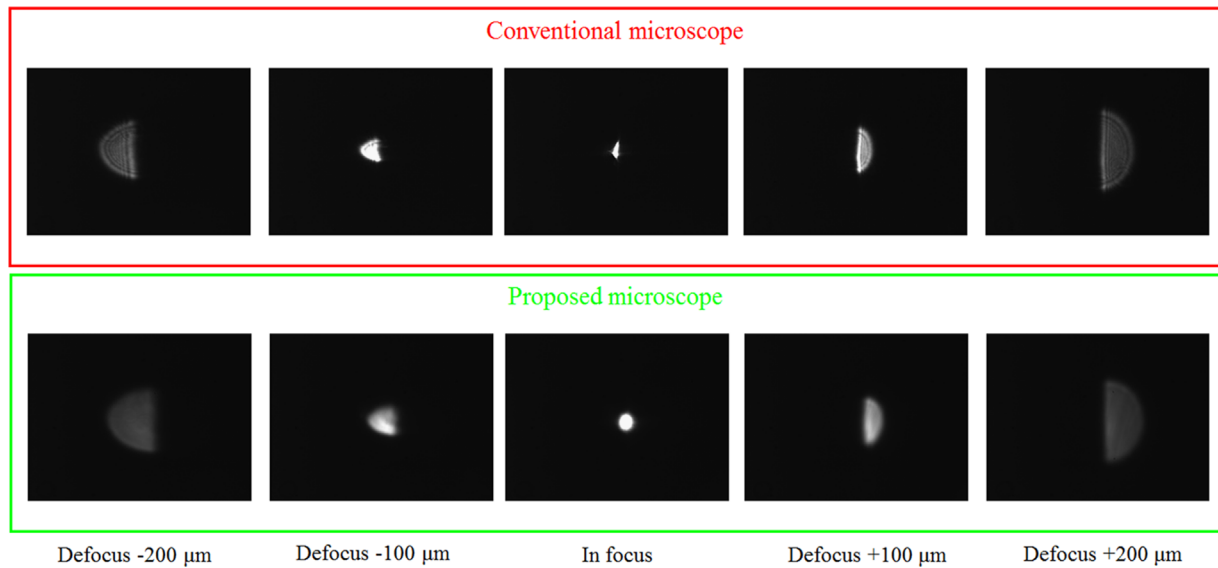 Conventional microscope
Proposed microscope
Defocus -200 μm
Defocus -100 μm
In focus
Defocus +100 μm
Defocus +200 μm